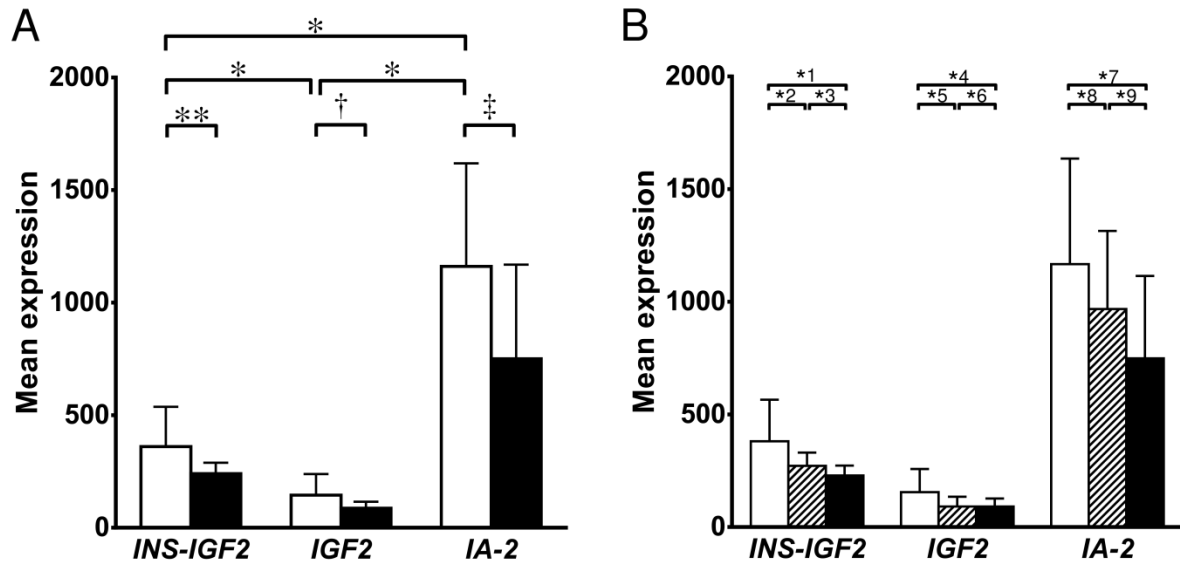 A
Mean expression
2000
1500
1000
500
0
*
* *
** † ‡
INS-IGF2 IGF2 IA-2
B
Mean expression
2000
1500
1000
500
0
*1 *4 *7
*2 *3 *5 *6 *8 *9
INS-IGF2 IGF2 IA-2